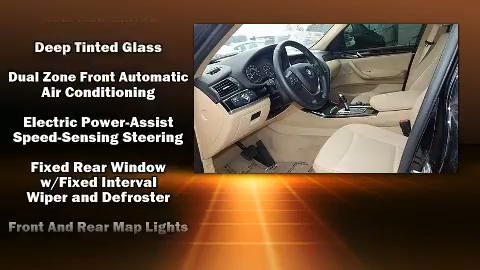 Deep Tinted Glass
Dual Zone Front Automatic
Air Conditioning
Electric Power-Assist
Speed-Sensing Steering
Fixed Rear Window
w/Fixed Interval
Wiper and Defroster
Front And Rear Map Lights